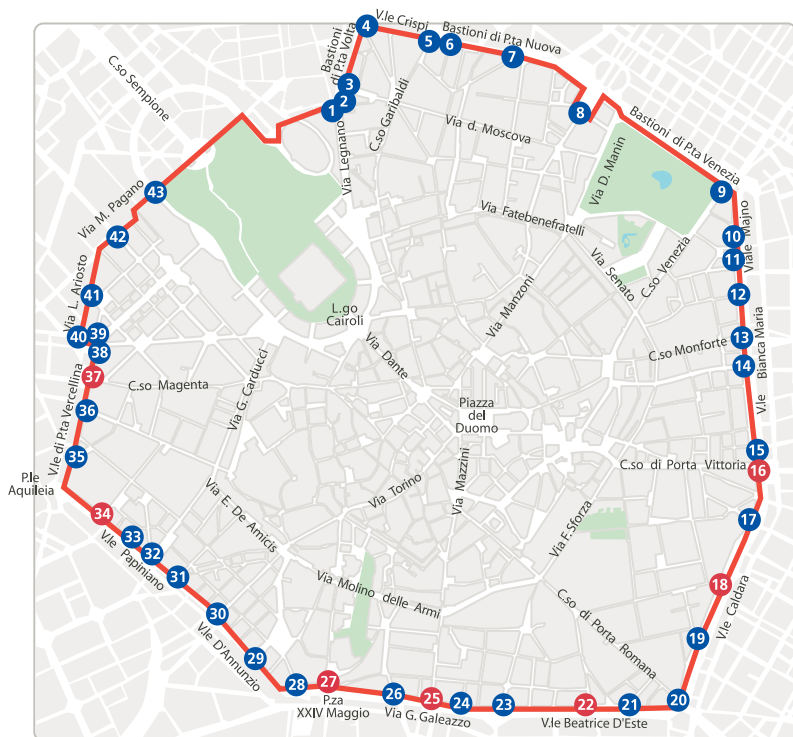 4
V.le Crispi
5
6
Bastioni di P.ta Nuova
7
Bastioni
di P.ta Volta
3
2
1
8
C.so Sempione
C.so Garibaldi
Via d. Moscova
Bastioni di P.ta Venezia
Via Legnano
Via D. Manin
9
43
Via M. Pagano
42
Via Fatebenefratelli
10
11
Viale Majno
Via Senato
C.so Venezia
41
Via L. Ariosto
12
L.go
Cairoli
Via Manzoni
40
39
38
13
C.so Monforte
14
V.le Bianca Maria
37
C.so Magenta
Via G. Carducci
Via Dante
36
V.le di P.ta Vercellina
Piazza
del
Duomo
35
P.le
Aquileia
15
C.so di Porta Vittoria
16
Via Torino
Via Mazzini
34
Via E. De Amicis
17
33
32
V.le Papiniano
31
Via F. Sforza
18
V.le Caldara
Via Molino delle Armi
C.so di Porta Romana
30
V.le D'Annunzio
19
29
28
27
P.za
XXIV Maggio
26
Via G. Galeazzo
25
24
23
22
V.le Beatrice D'Este
21
20